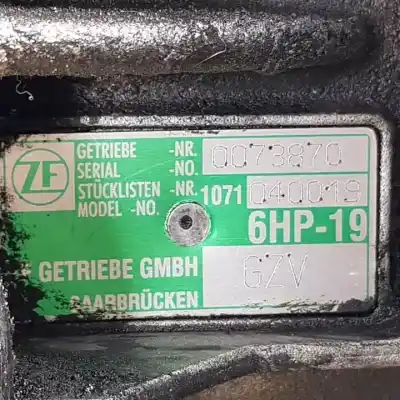 ZF
GETRIEBE -NR. 0073870
SERIAL -NO.
STÜCKLISTEN -NR. 1071 040019
MODEL -NO.
6HP-19
GETRIEBE GMBH GZV
SAARBRÜCKEN